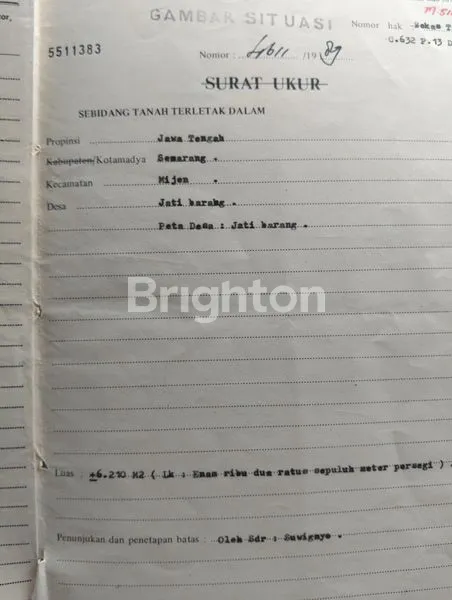 GAMBAR SITUASI
Nomor hak
C.632 P.13 D
5511383
Nomor : 4611 /1989
SURAT UKUR
SEBIDANG TANAH TERLETAK DALAM
Propinsi Jawa Tengah
Kabupaten/Kotamadya Semarang .
Kecamatan Mijen .
Desa Jati barang .
Peta Desa : Jati barang .
Brighton
Luas : +6.210 M2 ( Lk : Enam ribu dua ratus sepuluh meter persegi ) .
Penunjukan dan penetapan batas : Oleh Sdr : Suwignyo .